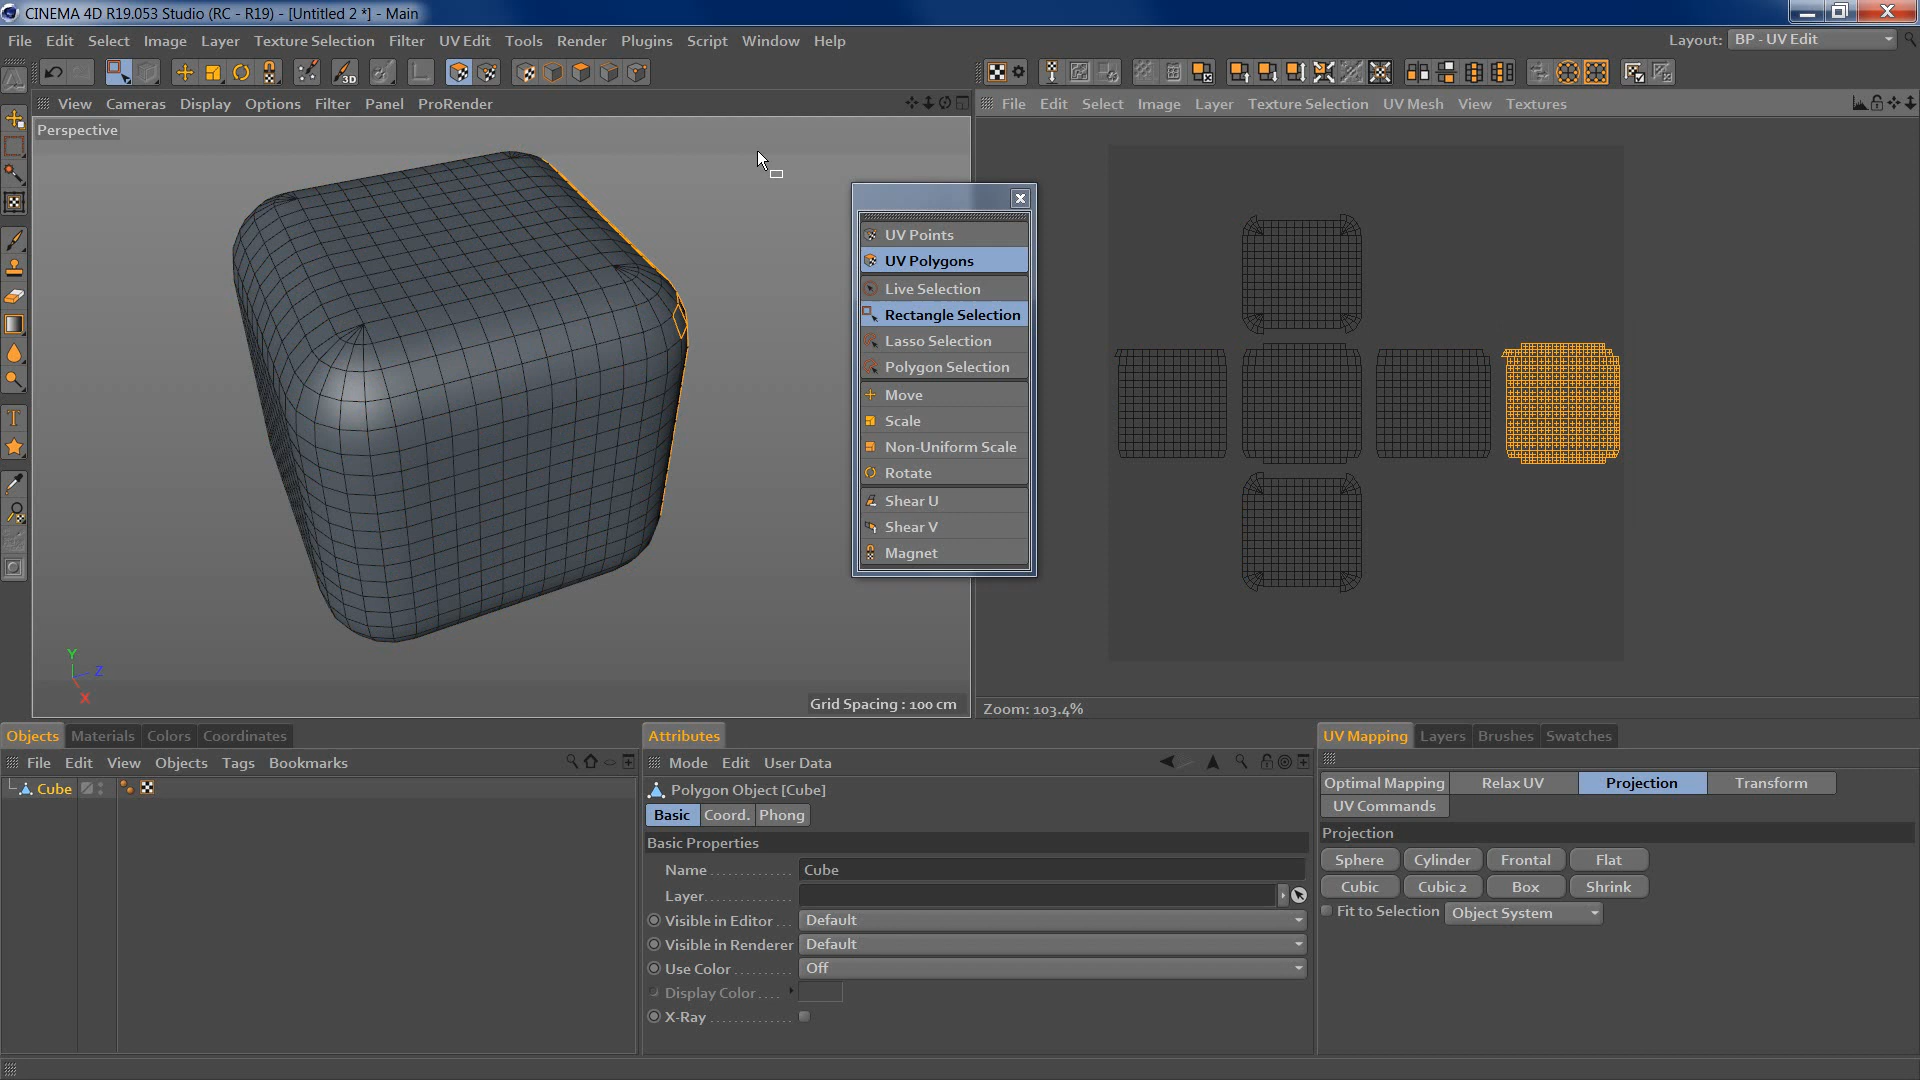 CINEMA 4D R19.053 Studio (RC - R19) - [Untitled 2 *] - Main
File Edit Select Image Layer Texture Selection Filter UV Edit Tools Render Plugins Script Window Help
Layout: BP - UV Edit
3D
View Cameras Display Options Filter Panel ProRender
File Edit Select Image Layer Texture Selection UV Mesh View Textures
Perspective
UV Points
UV Polygons
Live Selection
Rectangle Selection
Lasso Selection
Polygon Selection
Move
Scale
Non-Uniform Scale
Rotate
Shear U
Shear V
Magnet
Y
Z
X
Grid Spacing : 100 cm
Zoom: 103.4%
Objects Materials Colors Coordinates
File Edit View Objects Tags Bookmarks
Cube
Attributes
Mode Edit User Data
Polygon Object [Cube]
Basic Coord. Phong
Basic Properties
Name Cube
Layer
Visible in Editor Default
Visible in Renderer Default
Use Color Off
Display Color
X-Ray
UV Mapping Layers Brushes Swatches
Optimal Mapping Relax UV Projection Transform
UV Commands
Projection
Sphere Cylinder Frontal Flat
Cubic Cubic 2 Box Shrink
Fit to Selection Object System